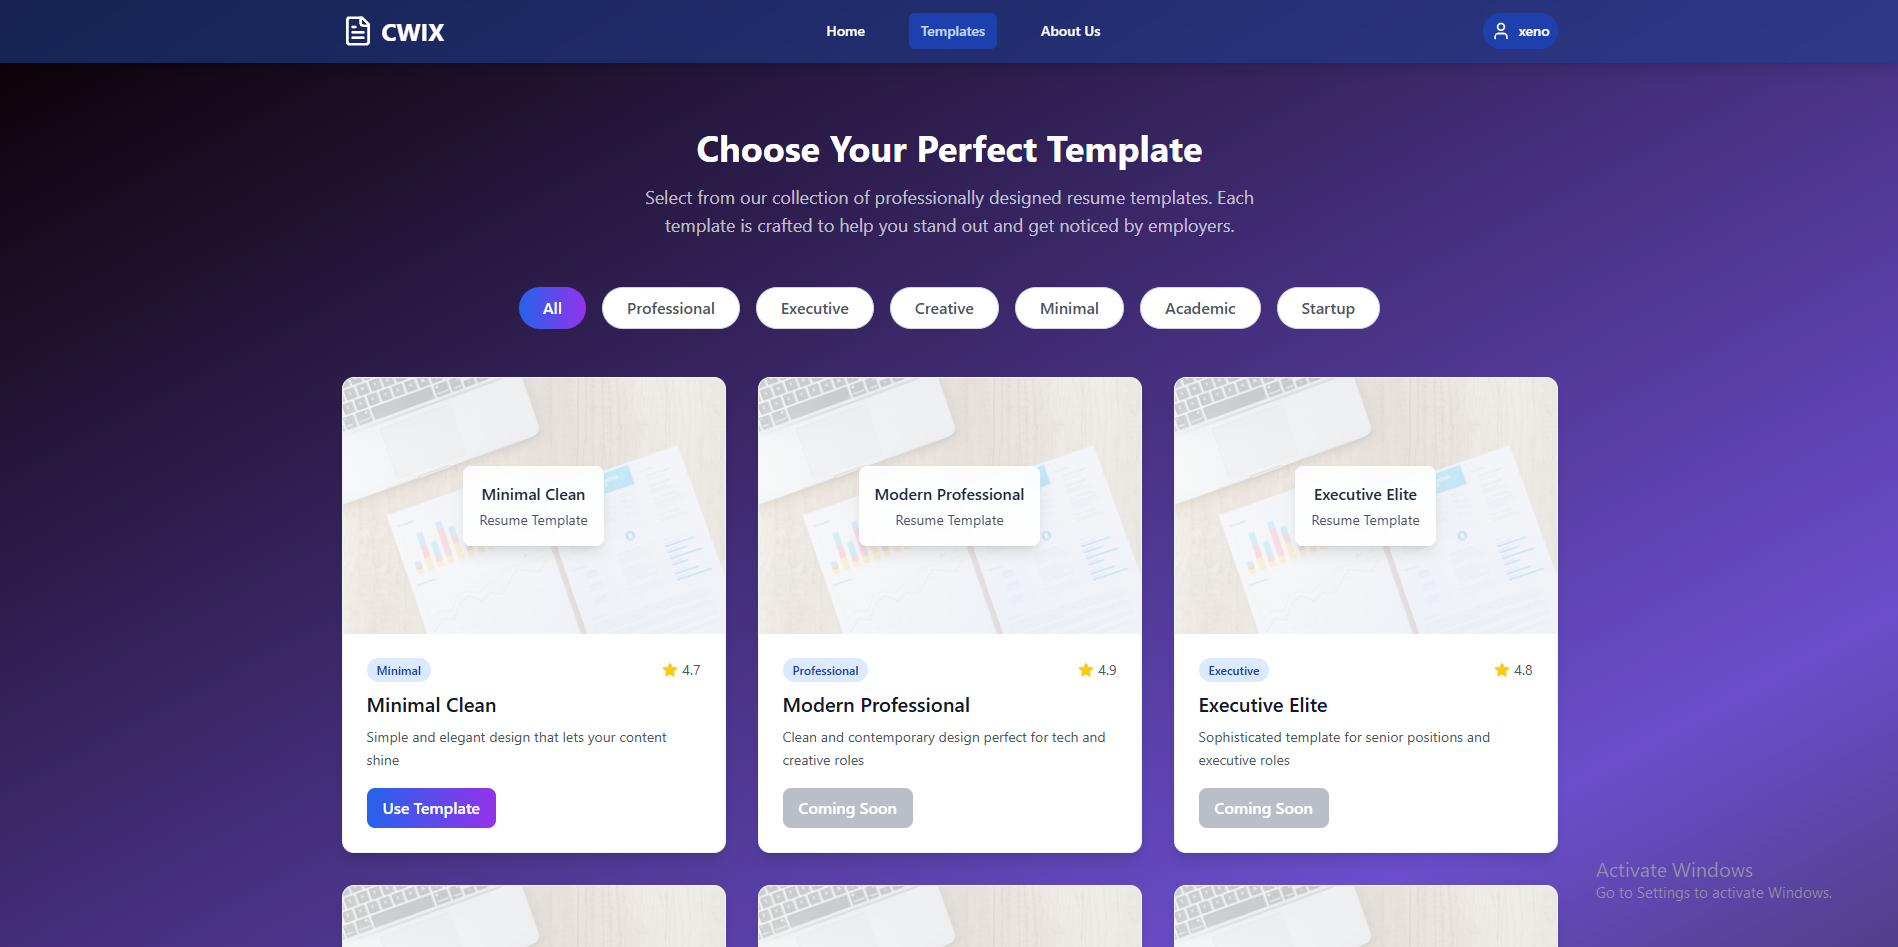 CWIX
Home
Templates
About Us
xeno
Choose Your Perfect Template
Select from our collection of professionally designed resume templates. Each
template is crafted to help you stand out and get noticed by employers.
All
Professional
Executive
Creative
Minimal
Academic
Startup
Minimal Clean
Resume Template
Modern Professional
Resume Template
Executive Elite
Resume Template
Minimal
4.7
Minimal Clean
Simple and elegant design that lets your content
shine
Use Template
Professional
4.9
Modern Professional
Clean and contemporary design perfect for tech and
creative roles
Coming Soon
Executive
4.8
Executive Elite
Sophisticated template for senior positions and
executive roles
Coming Soon
Activate Windows
Go to Settings to activate Windows.